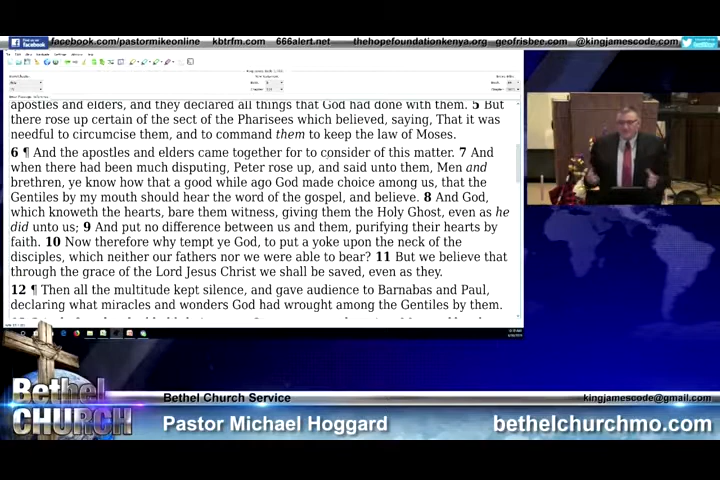 Find us on facebook facebook.com/pastormikeonline kbtrfm.com 666alert.net thehopefoundationkenya.org geofrisbee.com @kingjamescode.com twitter
apostles and elders, and they declared all things that God had done with them. 5 But
there rose up certain of the sect of the Pharisees which believed, saying, That it was
needful to circumcise them, and to command them to keep the law of Moses.
6 ¶ And the apostles and elders came together for to consider of this matter. 7 And
when there had been much disputing, Peter rose up, and said unto them, Men and
brethren, ye know how that a good while ago God made choice among us, that the
Gentiles by my mouth should hear the word of the gospel, and believe. 8 And God,
which knoweth the hearts, bare them witness, giving them the Holy Ghost, even as he
did unto us; 9 And put no difference between us and them, purifying their hearts by
faith. 10 Now therefore why tempt ye God, to put a yoke upon the neck of the
disciples, which neither our fathers nor we were able to bear? 11 But we believe that
through the grace of the Lord Jesus Christ we shall be saved, even as they.
12 ¶ Then all the multitude kept silence, and gave audience to Barnabas and Paul,
declaring what miracles and wonders God had wrought among the Gentiles by them.
Bethel
CHURCH
Bethel Church Service
kingjamescode@gmail.com
Pastor Michael Hoggard
bethelchurchmo.com